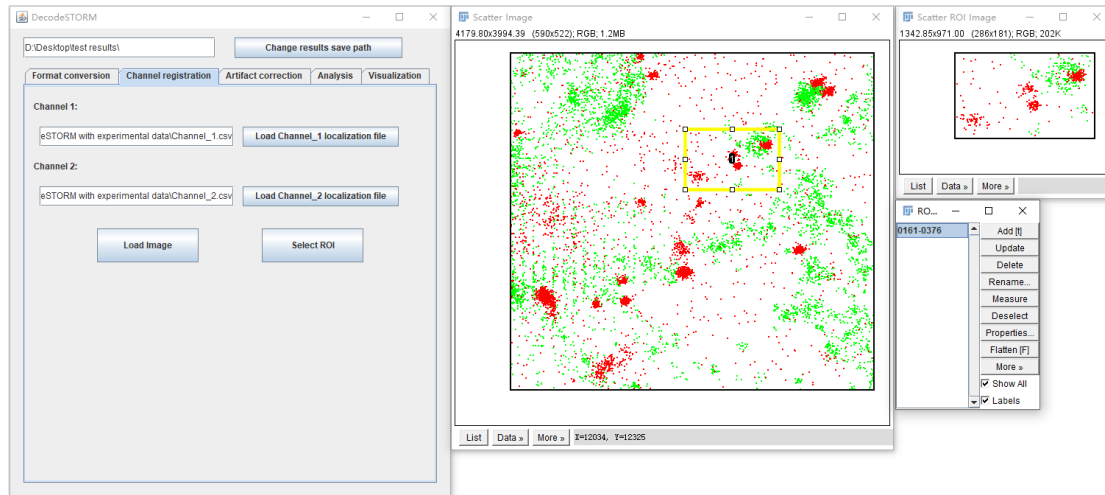 DecodeSTORM
D:\Desktop\test results\
Change results save path
Format conversion
Channel registration
Artifact correction
Analysis
Visualization
Channel 1:
eSTORM with experimental data\Channel_1.csv
Load Channel_1 localization file
Channel 2:
eSTORM with experimental data\Channel_2.csv
Load Channel_2 localization file
Load Image
Select ROI
Scatter Image
4179.80x3994.39 (590x522); RGB; 1.2MB
1
List
Data »
More »
X=12034, Y=12325
Scatter ROI Image
1342.85x971.00 (286x181); RGB; 202K
List
Data »
More »
RO...
0161-0376
Add [t]
Update
Delete
Rename...
Measure
Deselect
Properties...
Flatten [F]
More »
Show All
Labels